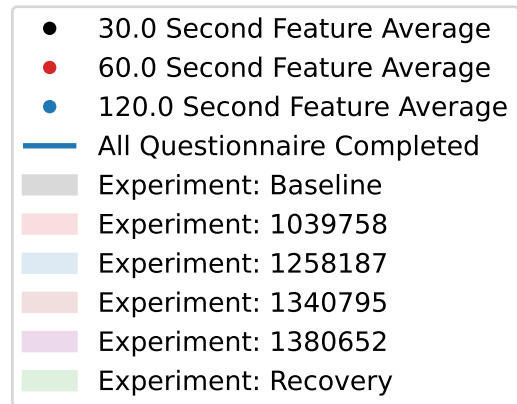 30.0 Second Feature Average
60.0 Second Feature Average
120.0 Second Feature Average
All Questionnaire Completed
Experiment: Baseline
Experiment: 1039758
Experiment: 1258187
Experiment: 1340795
Experiment: 1380652
Experiment: Recovery